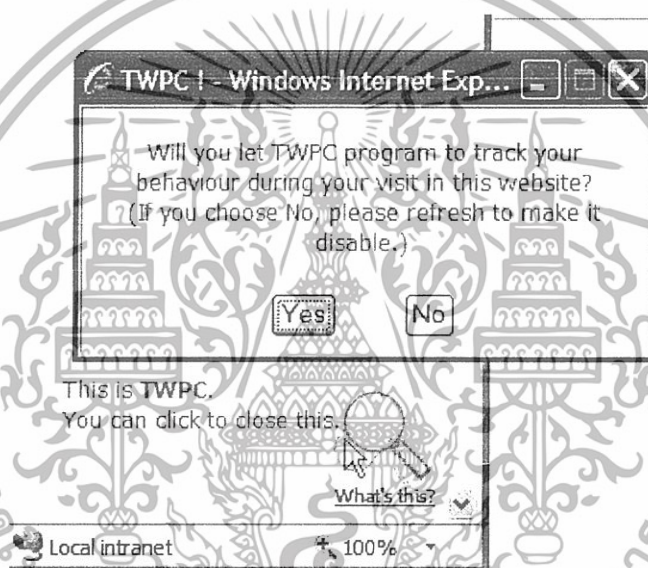 TWPC ! - Windows Internet Exp...
Will you let TWPC program to track your
behaviour during your visit in this website?
(If you choose No, please refresh to make it
disable.)
Yes No
This is TWPC.
You can click to close this.
What's this?
Local intranet 100%